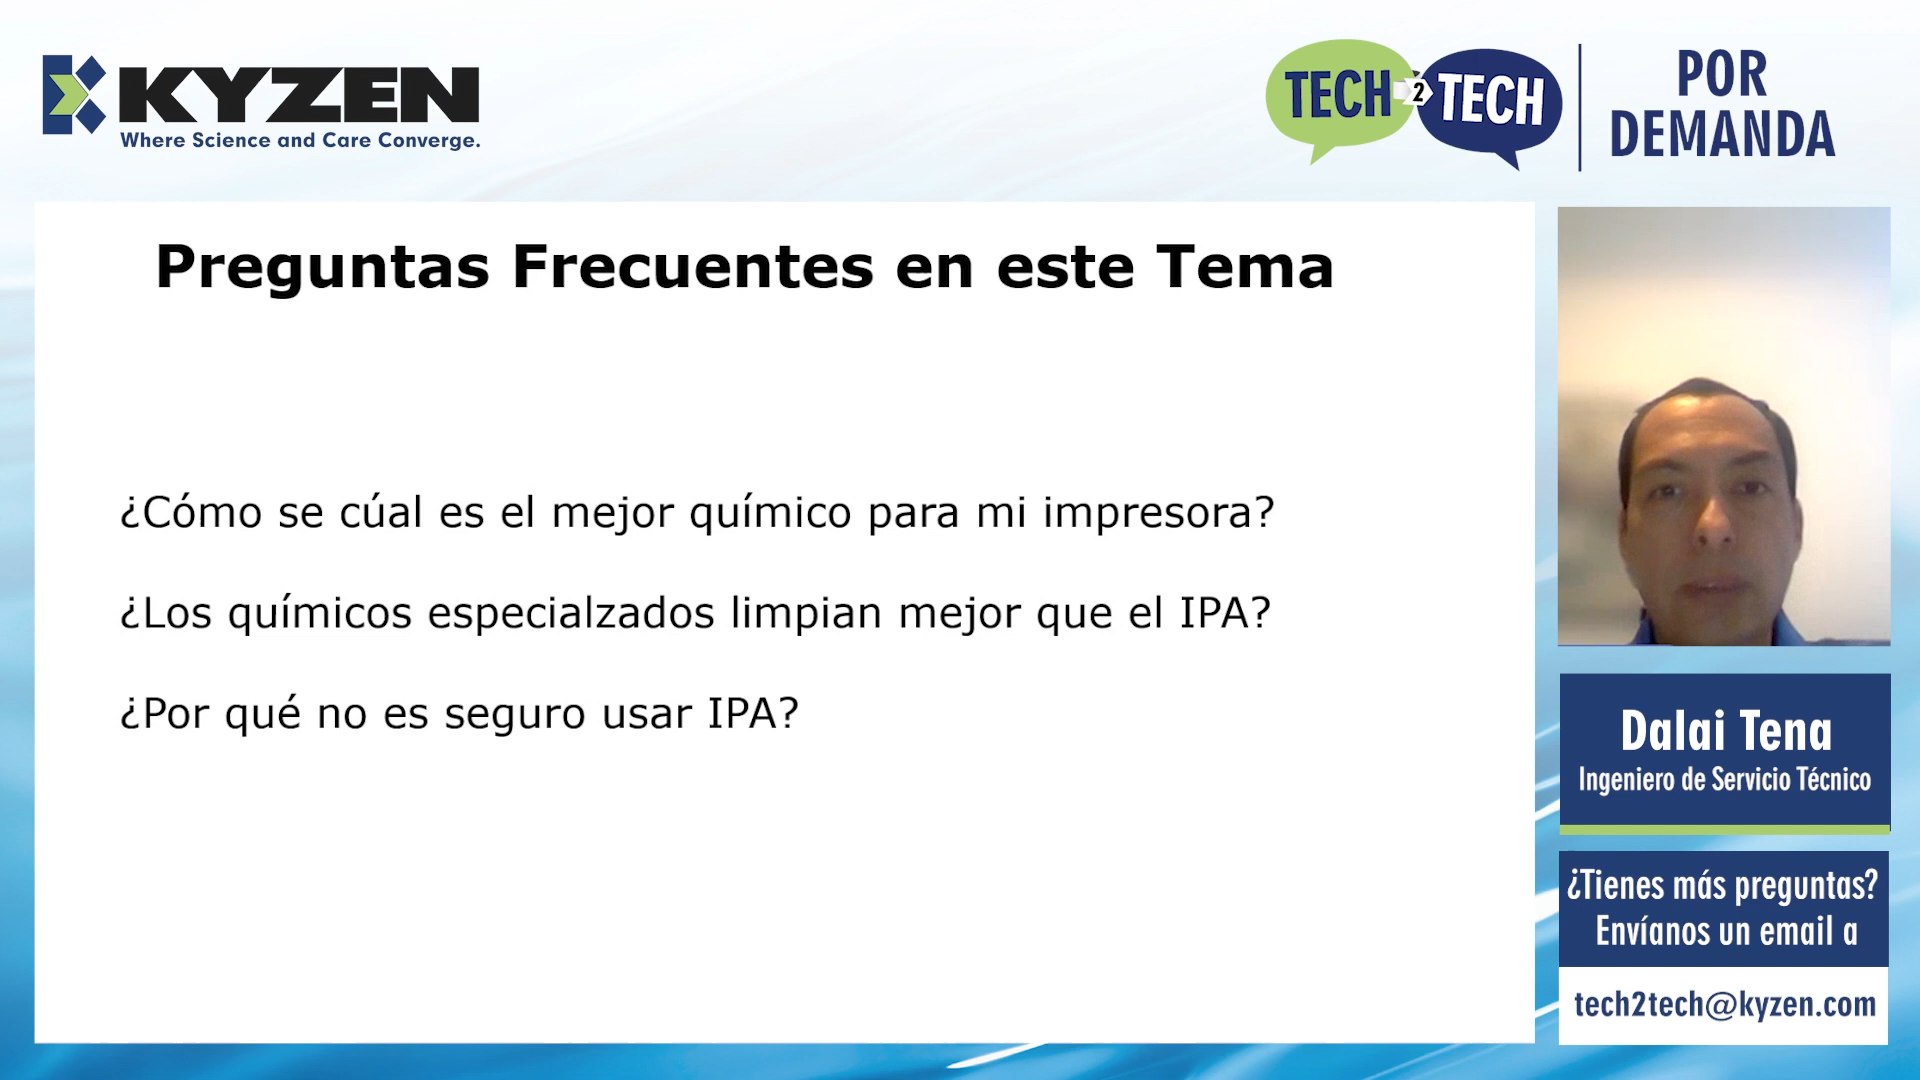 KYZEN
Where Science and Care Converge.
TECH 2 TECH
POR
DEMANDA
Preguntas Frecuentes en este Tema
¿Cómo se cúal es el mejor químico para mi impresora?
¿Los químicos especialzados limpian mejor que el IPA?
¿Por qué no es seguro usar IPA?
Dalai Tena
Ingeniero de Servicio Técnico
¿Tienes más preguntas?
Envíanos un email a
tech2tech@kyzen.com